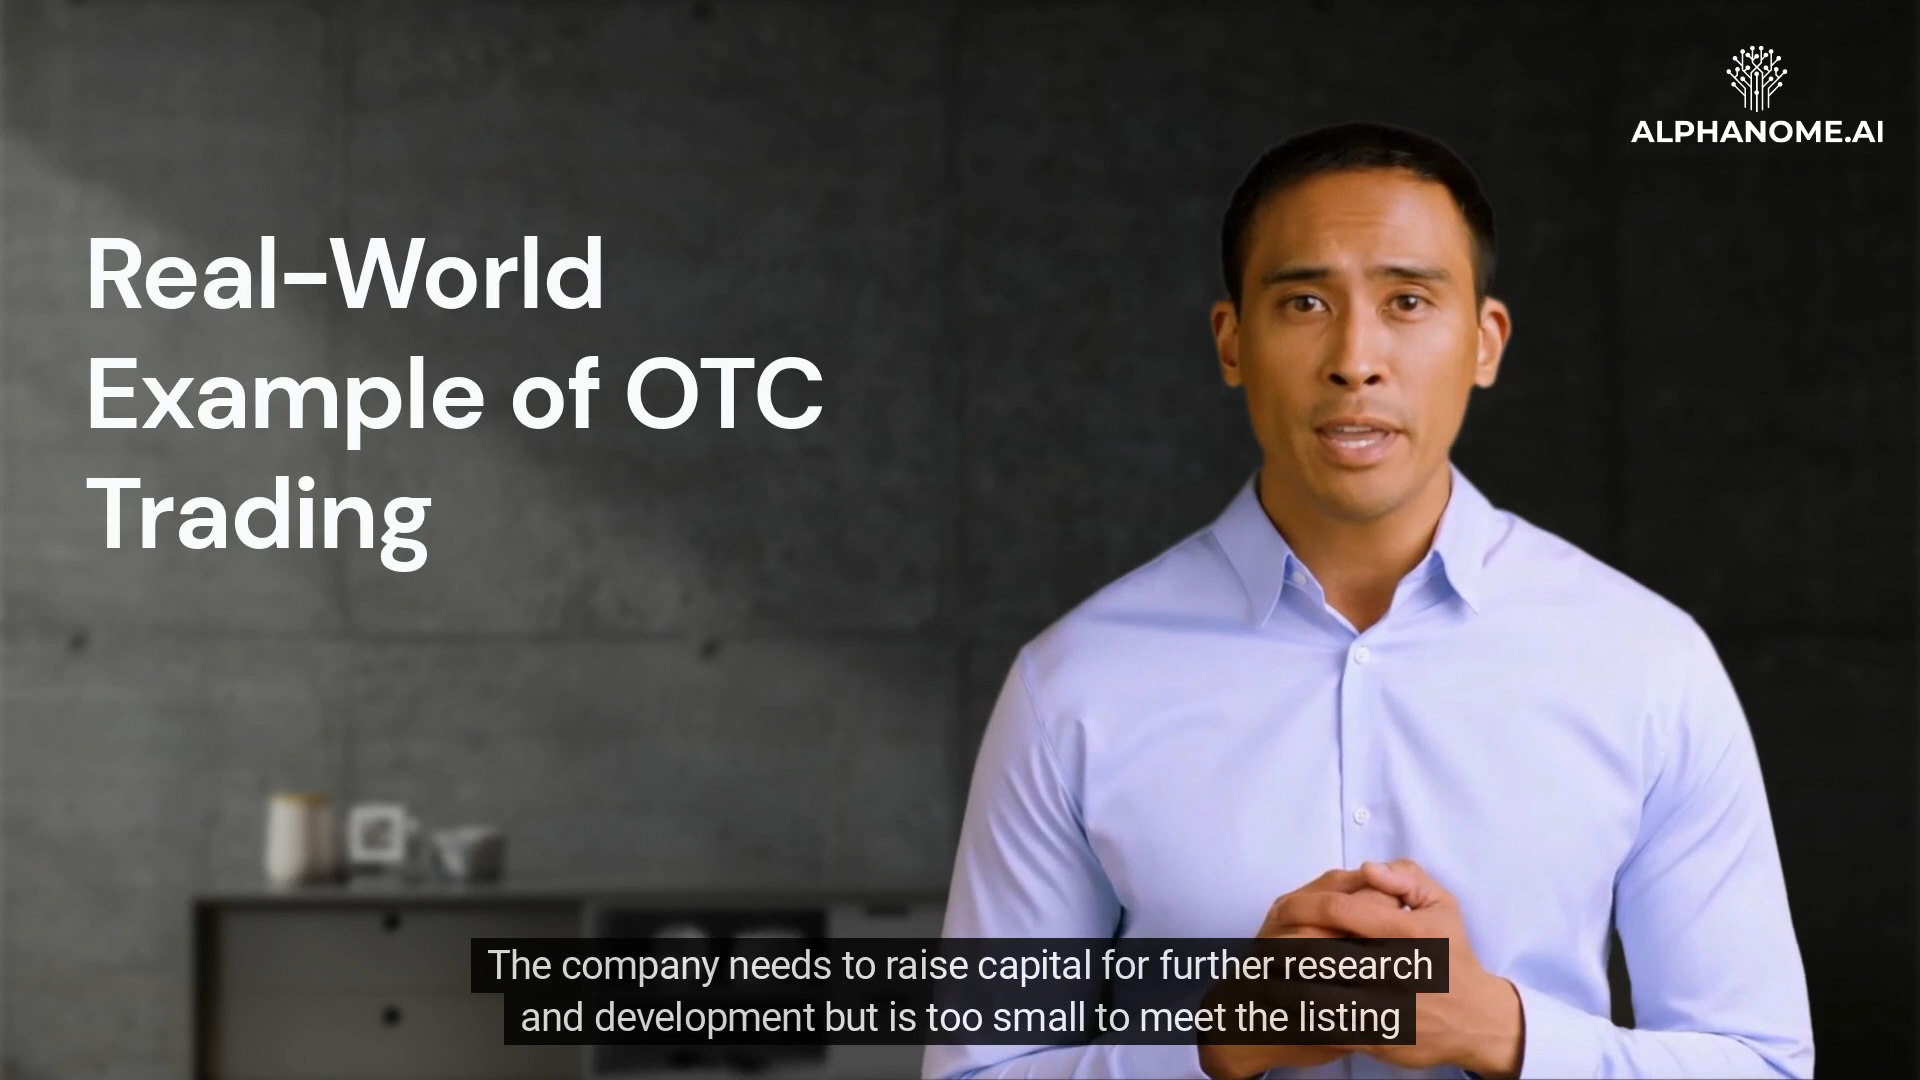 ALPHANOME.AI
Real-World
Example of OTC
Trading
The company needs to raise capital for further research
and development but is too small to meet the listing